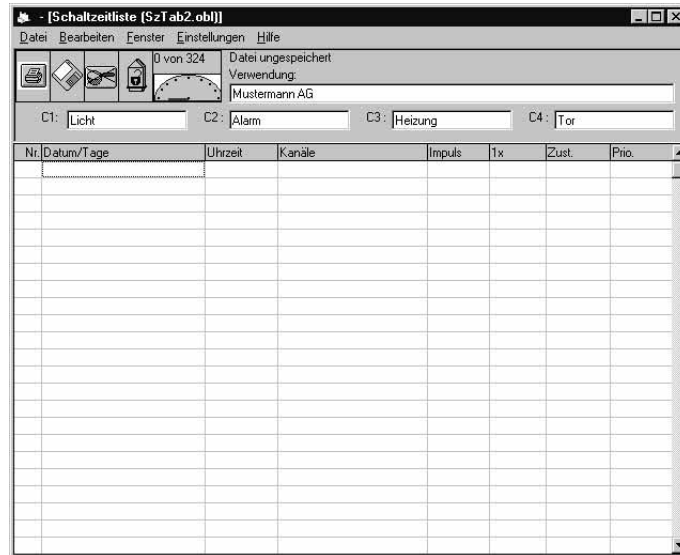 - [Schaltzeitliste (SzTab2.obl)]
Datei Bearbeiten Fenster Einstellungen Hilfe
0 von 324
Datei ungespeichert
Verwendung:
Mustermann AG
C1: Licht C2: Alarm C3: Heizung C4: Tor
Nr. Datum/Tage Uhrzeit Kanäle Impuls 1x Zust. Prio.